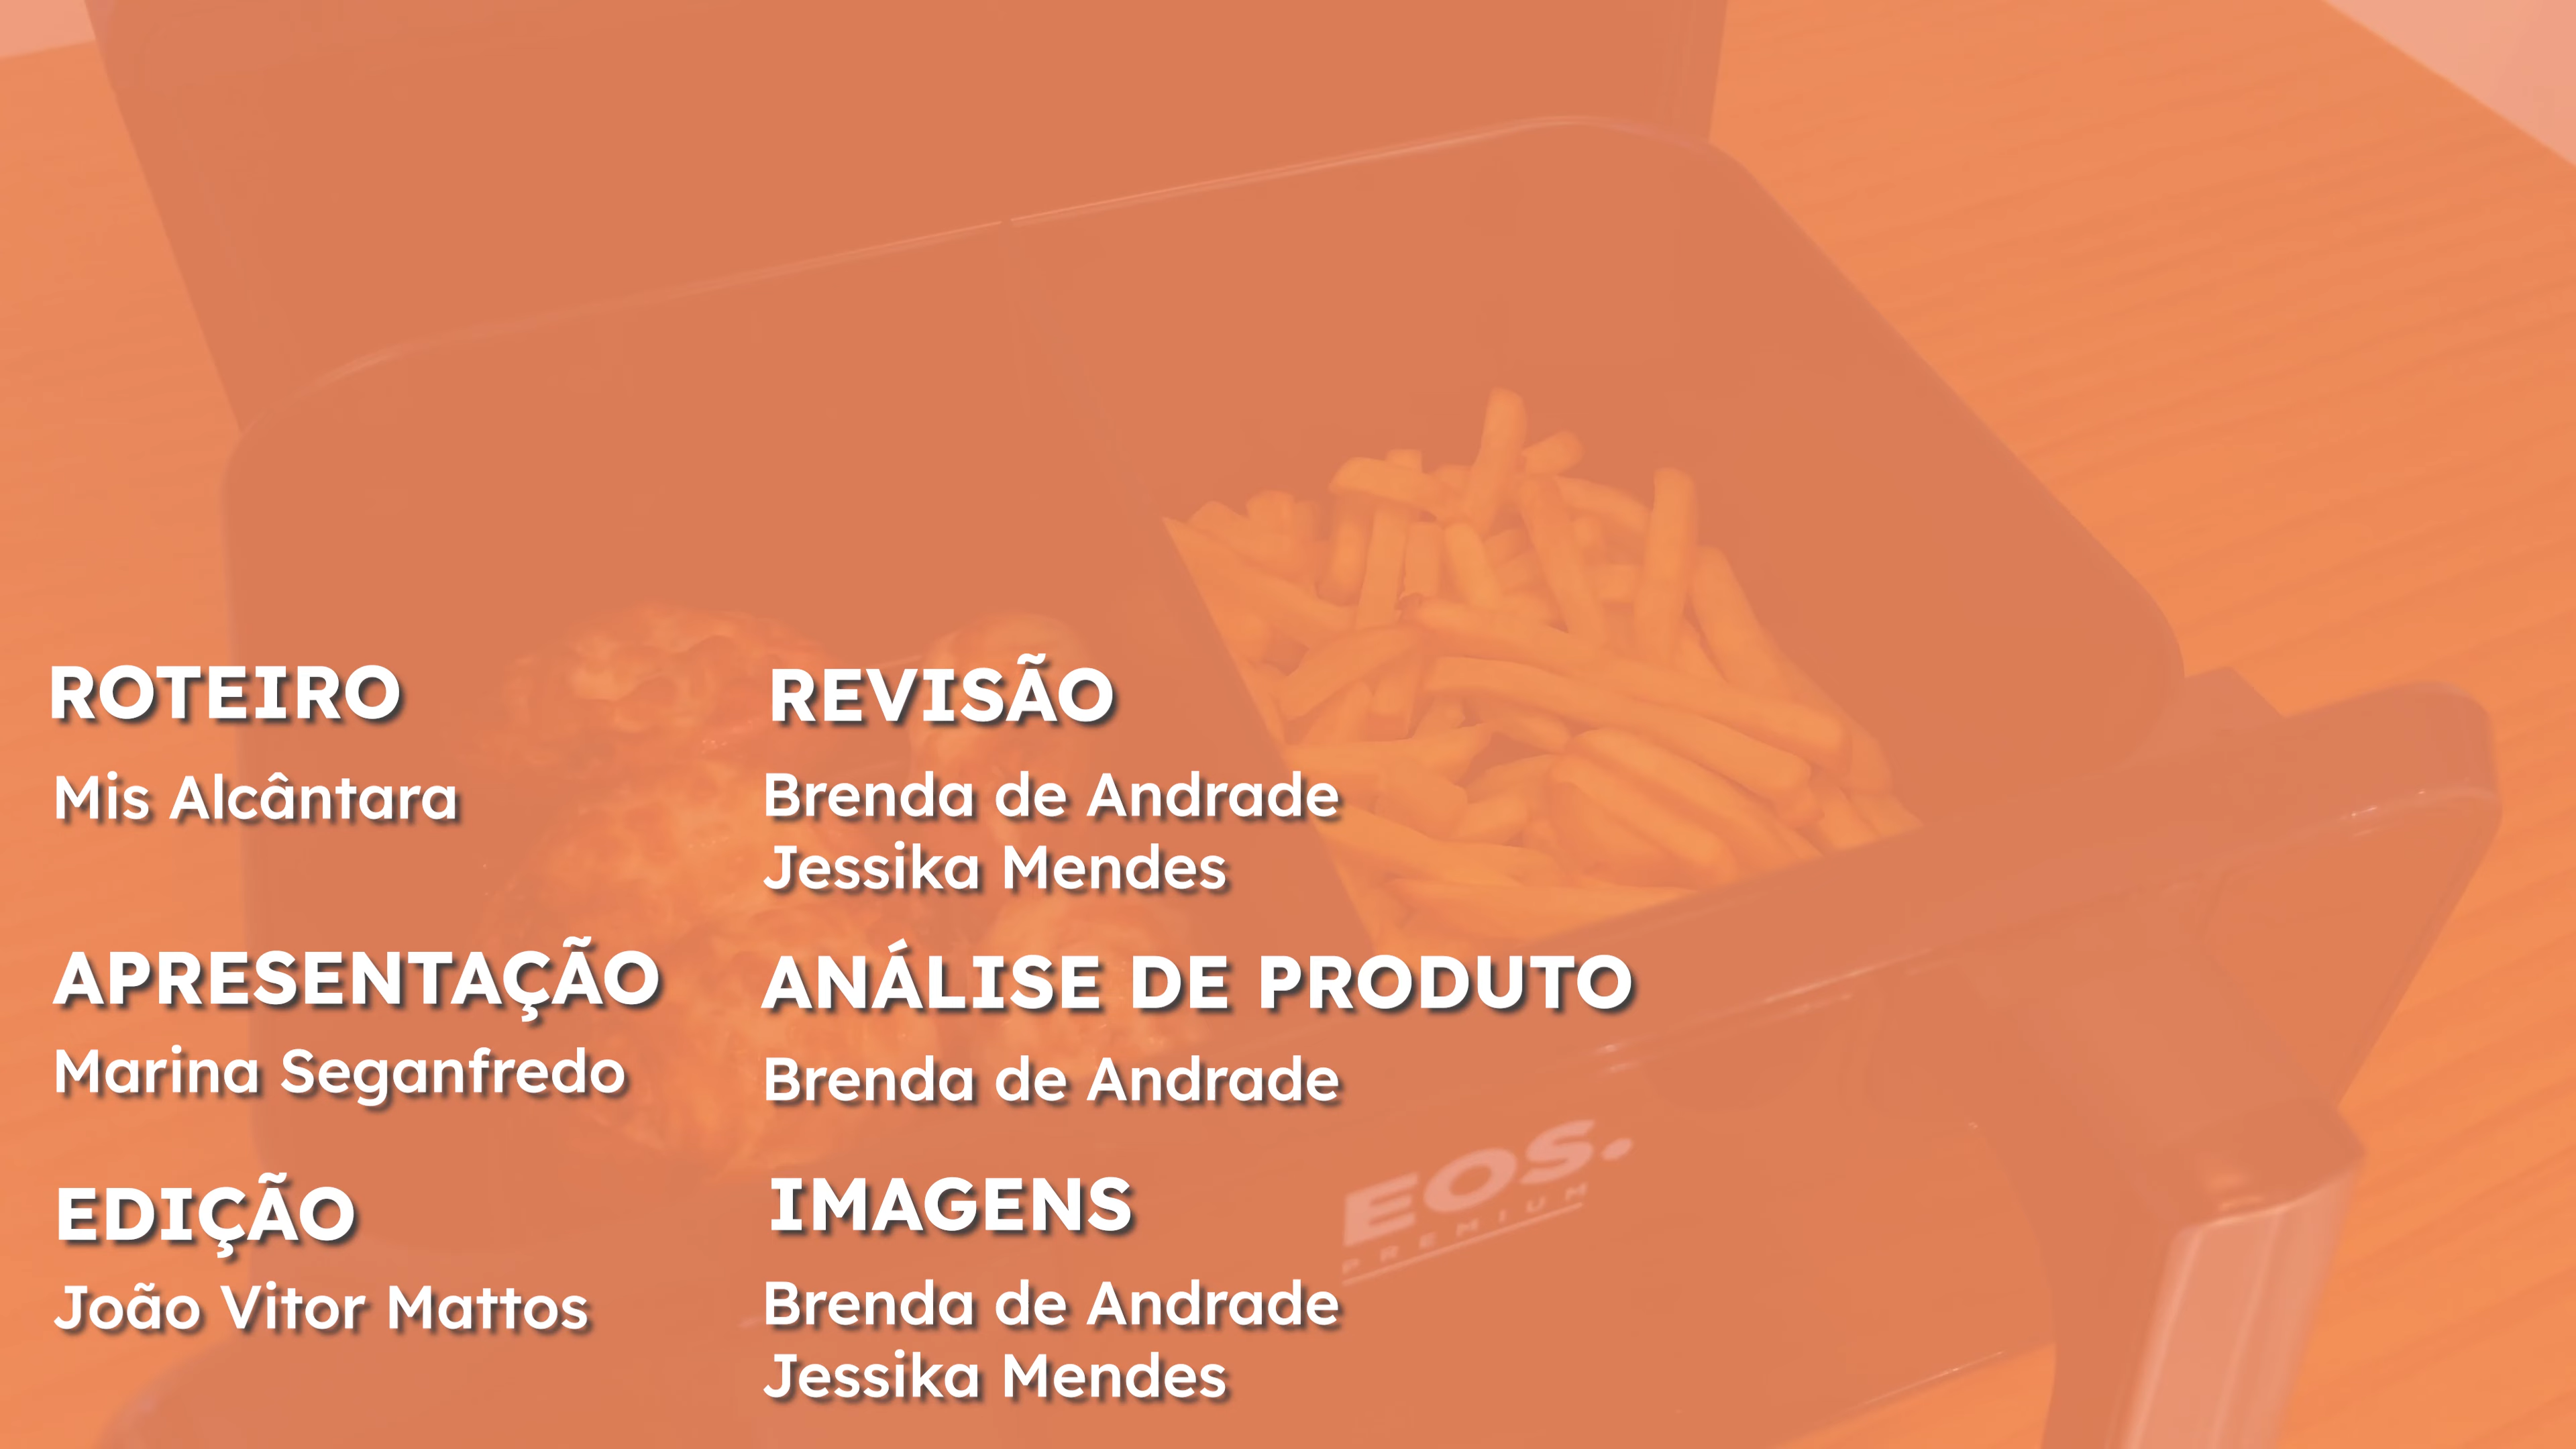 ROTEIRO
Mis Alcântara
APRESENTAÇÃO
Marina Seganfredo
EDIÇÃO
João Vitor Mattos
REVISÃO
Brenda de Andrade
Jessika Mendes
ANÁLISE DE PRODUTO
Brenda de Andrade
IMAGENS
Brenda de Andrade
Jessika Mendes
EOS.
PREMIUM